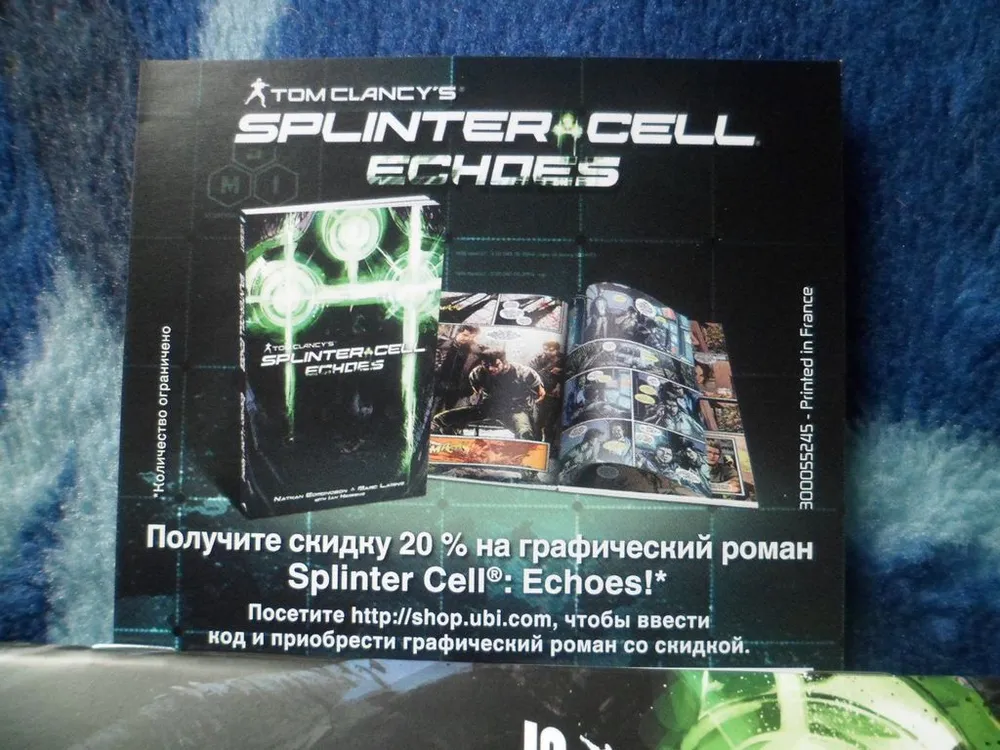 TOM CLANCY'S
SPLINTER CELL
ECHOES
M I
TOM CLANCY'S
SPLINTER CELL
ECHOES
*Количество ограничено
300055245 - Printed in France
Получите скидку 20 % на графический роман
Splinter Cell®: Echoes!*
Посетите http://shop.ubi.com, чтобы ввести
код и приобрести графический роман со скидкой.